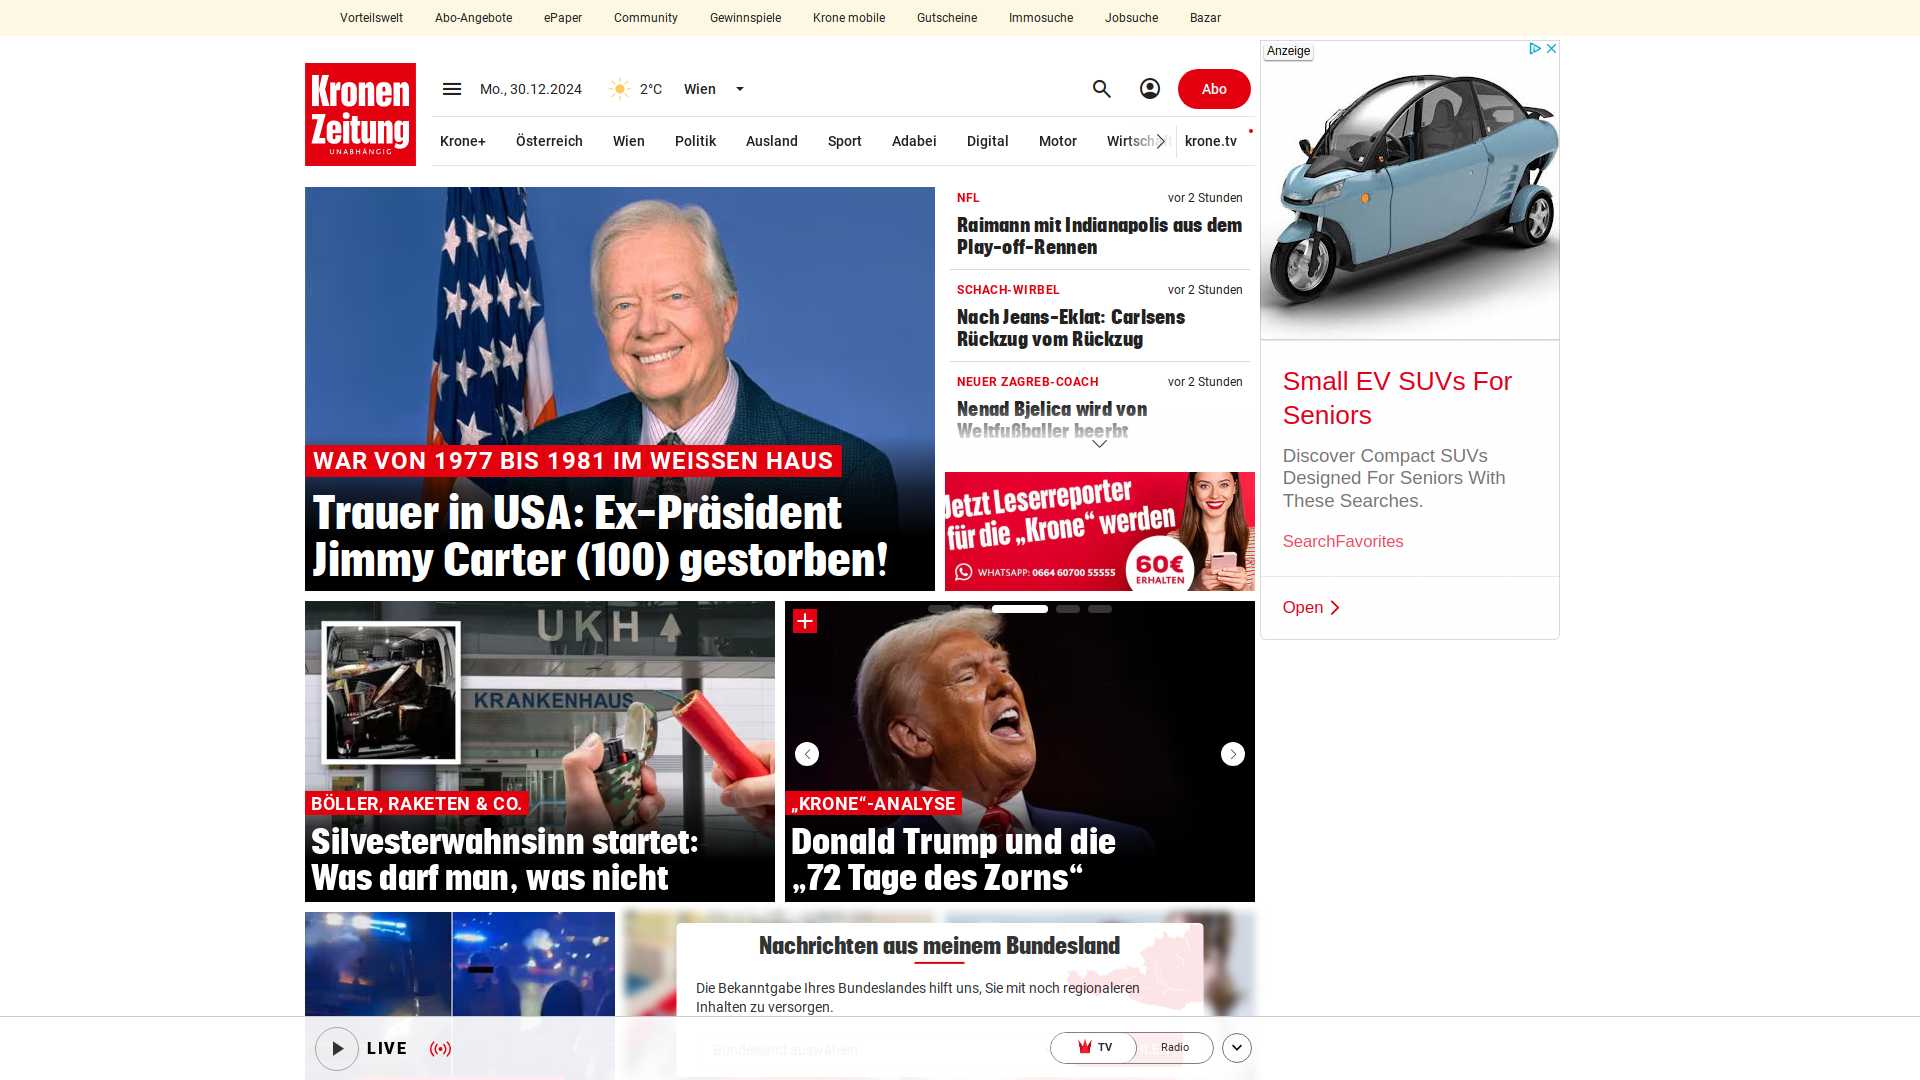 Vorteilswelt Abo-Angebote ePaper Community Gewinnspiele Krone mobile Gutscheine Immosuche Jobsuche Bazar
Kronen
Zeitung
UNABHÄNGIG
Mo., 30.12.2024 2°C Wien
Abo
Krone+ Österreich Wien Politik Ausland Sport Adabei Digital Motor Wirtschaft krone.tv
WAR VON 1977 BIS 1981 IM WEISSEN HAUS
Trauer in USA: Ex-Präsident
Jimmy Carter (100) gestorben!
NFL vor 2 Stunden
Raimann mit Indianapolis aus dem
Play-off-Rennen
SCHACH-WIRBEL vor 2 Stunden
Nach Jeans-Eklat: Carlsens
Rückzug vom Rückzug
NEUER ZAGREB-COACH vor 2 Stunden
Nenad Bjelica wird von
Weltfußballer beerbt
Jetzt Leserreporter
für die „Krone“ werden
WHATSAPP: 0664 60700 55555
60€
ERHALTEN
Anzeige
Small EV SUVs For
Seniors
Discover Compact SUVs
Designed For Seniors With
These Searches.
SearchFavorites
Open
UKH
KRANKENHAUS
BÖLLER, RAKETEN & CO.
Silvesterwahnsinn startet:
Was darf man, was nicht
„KRONE“-ANALYSE
Donald Trump und die
„72 Tage des Zorns“
Nachrichten aus meinem Bundesland
Die Bekanntgabe Ihres Bundeslandes hilft uns, Sie mit noch regionaleren
Inhalten zu versorgen.
Bundesland auswählen
LIVE
TV Radio